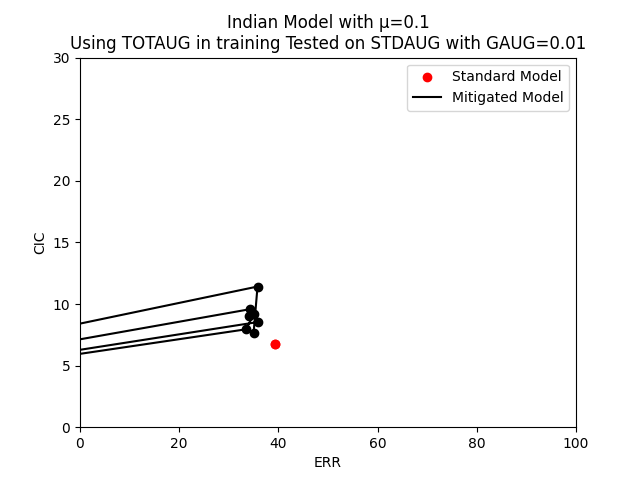 Indian Model with μ=0.1
Using TOTAUG in training Tested on STDAUG with GAUG=0.01
Standard Model
Mitigated Model
CIC
30
25
20
15
10
5
0
0 20 40 60 80 100
ERR